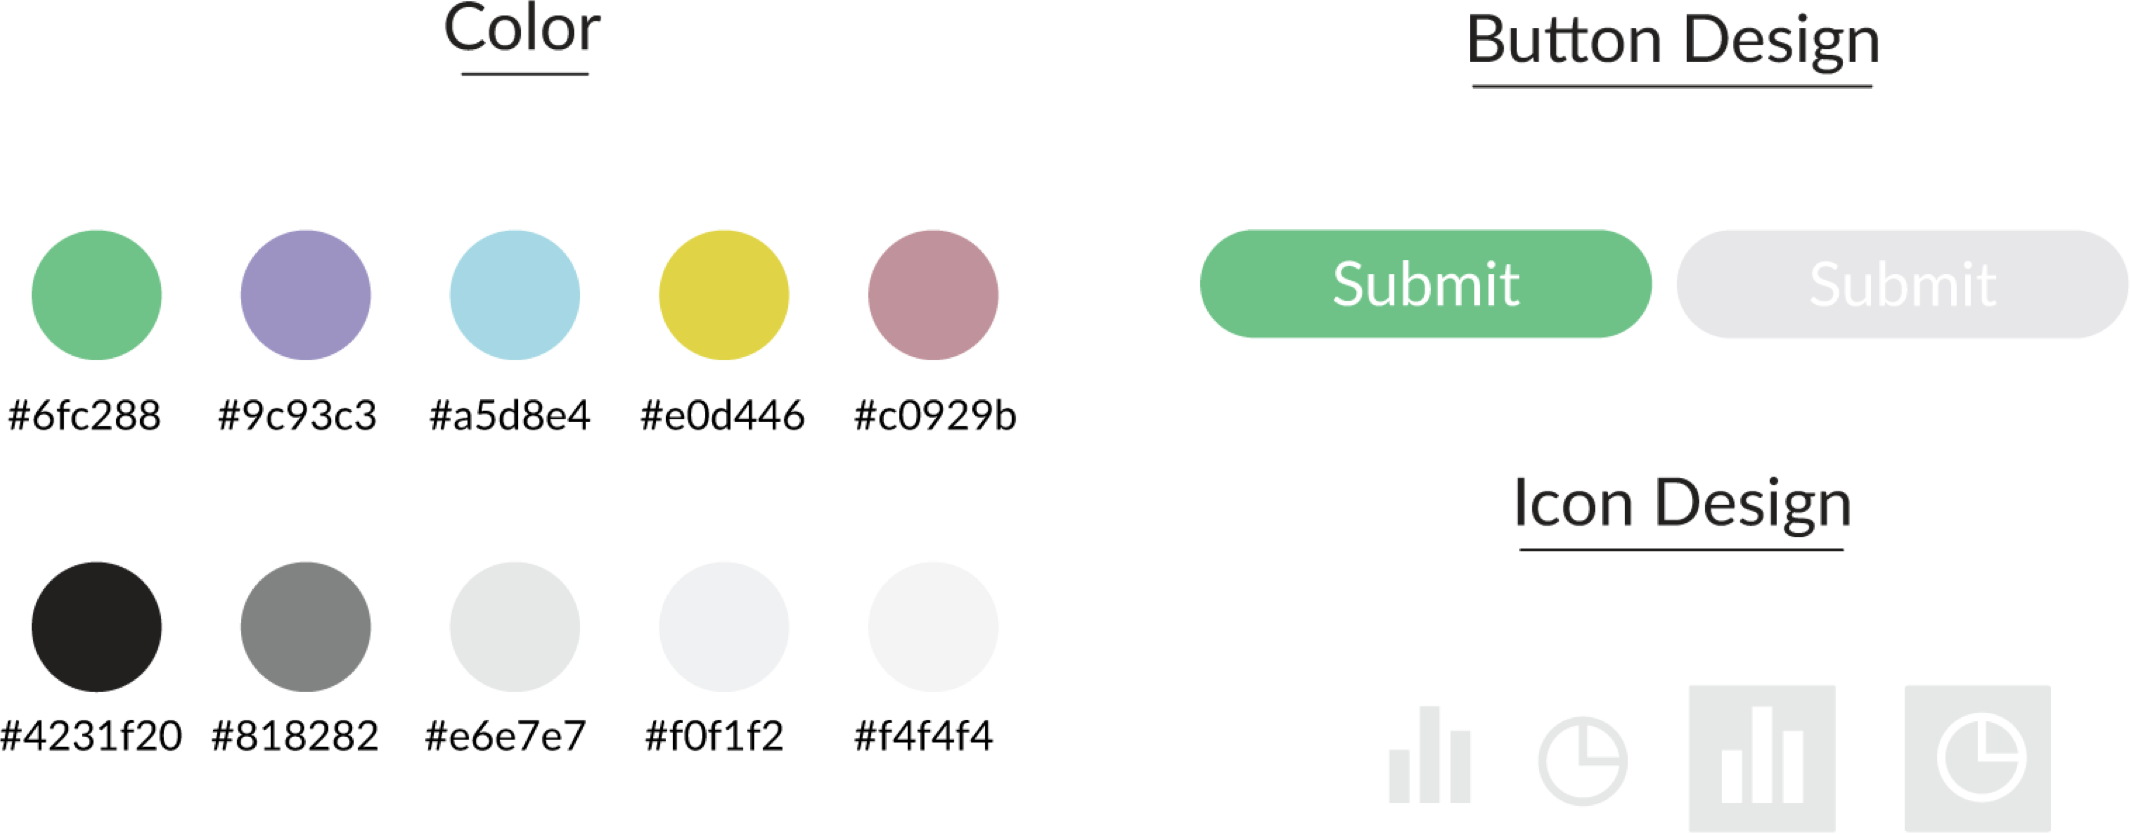 Color
#6fc288 #9c93c3 #a5d8e4 #e0d446 #c0929b
#4231f20 #818282 #e6e7e7 #f0f1f2 #f4f4f4
Button Design
Submit Submit
Icon Design